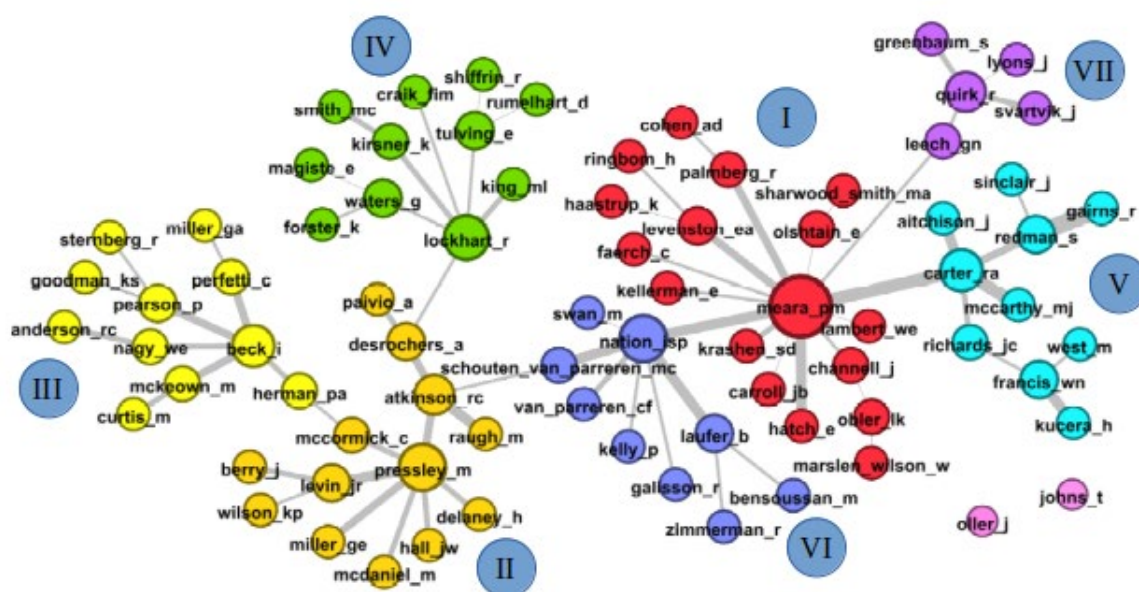 IV
shiffrin_r
craik_fim
rumelhart_d
smith_mc
tulving_e
kirsner_k
magiste_e
king_ml
waters_g
forster_k
lockhart_r
greenbaum_s
lyons_j
VII
quirk_r
svartvik_j
leech_gn
I
cohen_ad
ringbom_h
palmberg_r
sharwood_smith_ma
haastrup_k
levenston_ea
olshtain_e
faerch_c
kellerman_e
meara_pm
lambert_we
krashen_sd
channell_j
carroll_jb
hatch_e
obler_lk
marslen_wilson_w
sinclair_j
aitchison_j
gairns_r
redman_s
carter_ra
V
mccarthy_mj
richards_jc
west_m
francis_wn
kucera_h
johns_t
oller_j
miller_ga
sternberg_r
goodman_ks
perfetti_c
pearson_p
anderson_rc
nagy_we
beck_i
III
mckeown_m
curtis_m
herman_pa
paivio_a
desrochers_a
atkinson_rc
raugh_m
mccormick_c
pressley_m
berry_j
levin_jr
wilson_kp
delaney_h
miller_ge
hall_jw
mcdaniel_m
II
swan_m
nation_isp
schouten_van_parreren_mc
van_parreren_cf
kelly_p
laufer_b
galisson_r
bensoussan_m
zimmerman_r
VI